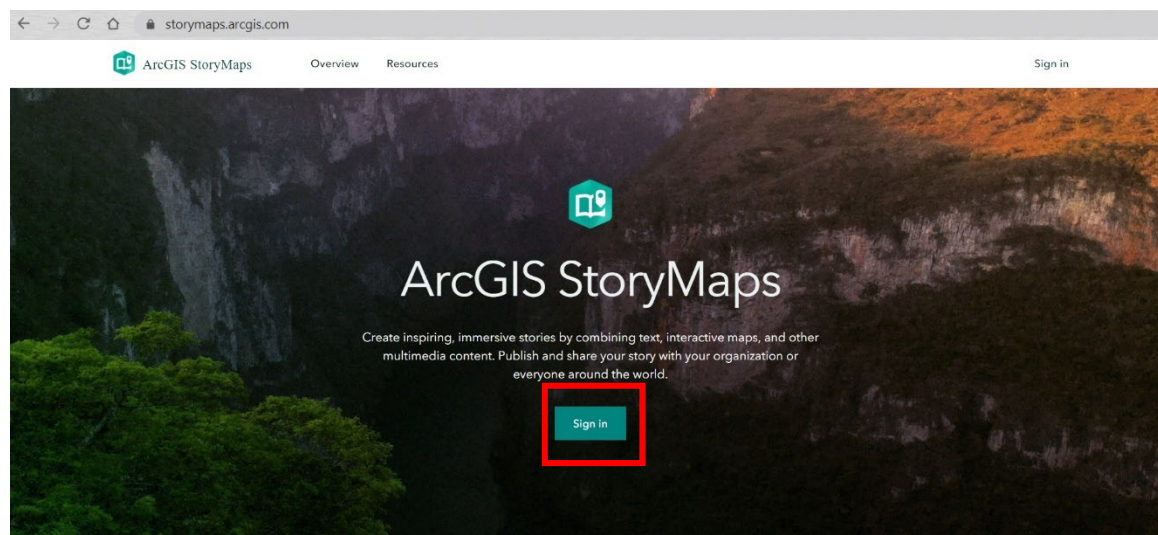 storymaps.arcgis.com
ArcGIS StoryMaps Overview Resources Sign in
ArcGIS StoryMaps
Create inspiring, immersive stories by combining text, interactive maps, and other
multimedia content. Publish and share your story with your organization or
everyone around the world.
Sign in